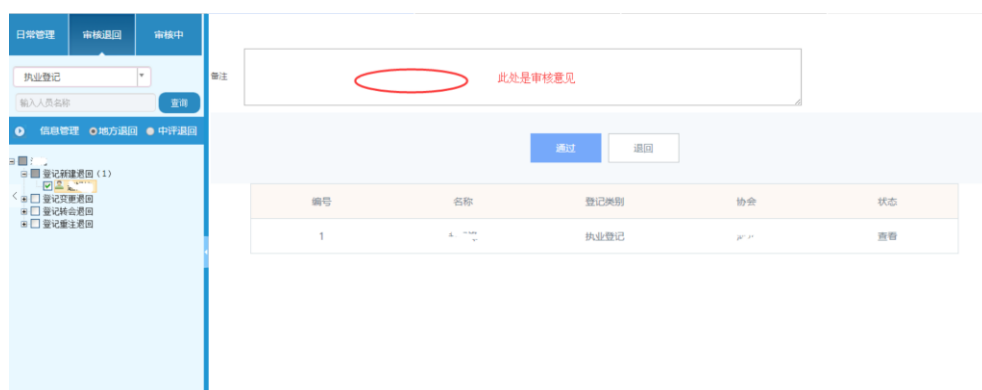 日常管理 审核退回 审核中
执业登记
输入人员名称 查询
信息管理 地方退回 中评退回
登记新建退回（1）
登记变更退回
登记转会退回
登记重注退回
备注
此处是审核意见
通过 退回
编号 名称 登记类别 协会 状态
1 执业登记 查看